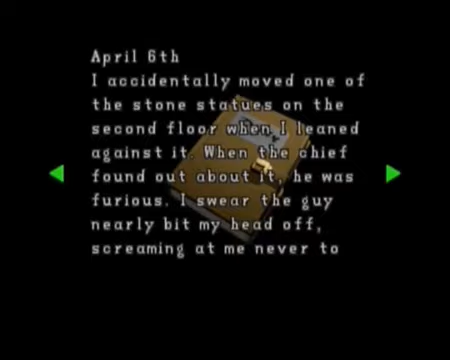 April 6th
I accidentally moved one of
the stone statues on the
second floor when I leaned
against it. When the chief
found out about it, he was
furious. I swear the guy
nearly bit my head off,
screaming at me never to